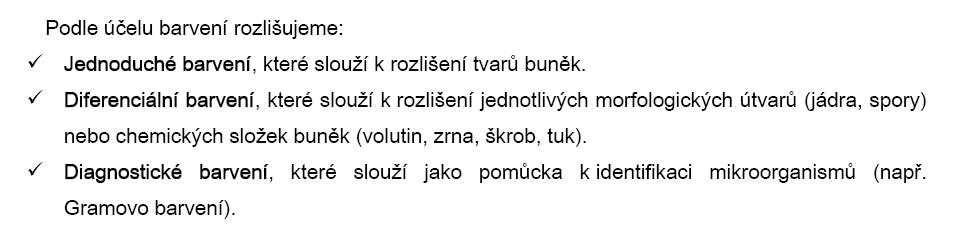 Podle účelu barvení rozlišujeme:
✓ Jednoduché barvení, které slouží k rozlišení tvarů buněk.
✓ Diferenciální barvení, které slouží k rozlišení jednotlivých morfologických útvarů (jádra, spory)
nebo chemických složek buněk (volutin, zrna, škrob, tuk).
✓ Diagnostické barvení, které slouží jako pomůcka k identifikaci mikroorganismů (např.
Gramovo barvení).